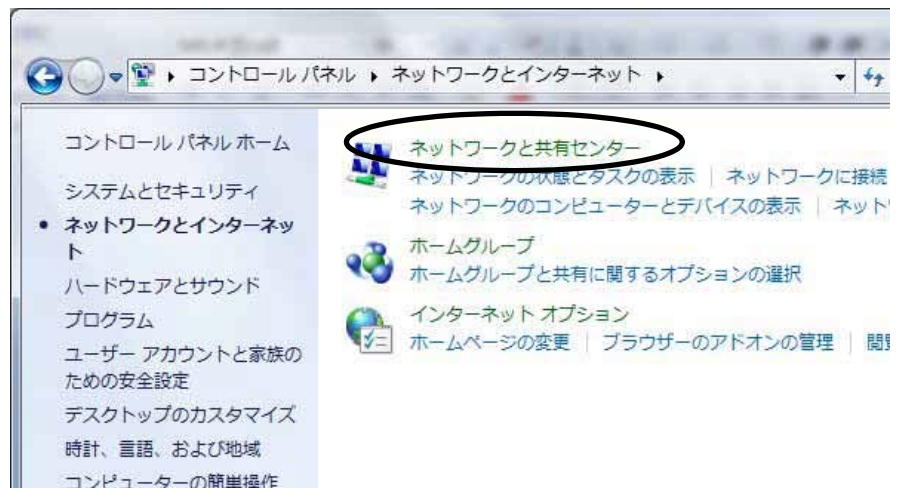 コントロール パネル ▸ ネットワークとインターネット ▸
コントロール パネル ホーム
システムとセキュリティ
• ネットワークとインターネッ
ト
ハードウェアとサウンド
プログラム
ユーザー アカウントと家族の
ための安全設定
デスクトップのカスタマイズ
時計、言語、および地域
コンピューターの簡単操作
ネットワークと共有センター
ネットワークの状態とタスクの表示 | ネットワークに接続
ネットワークのコンピューターとデバイスの表示 | ネット
ホームグループ
ホームグループと共有に関するオプションの選択
インターネット オプション
ホームページの変更 | ブラウザーのアドオンの管理 | 閲